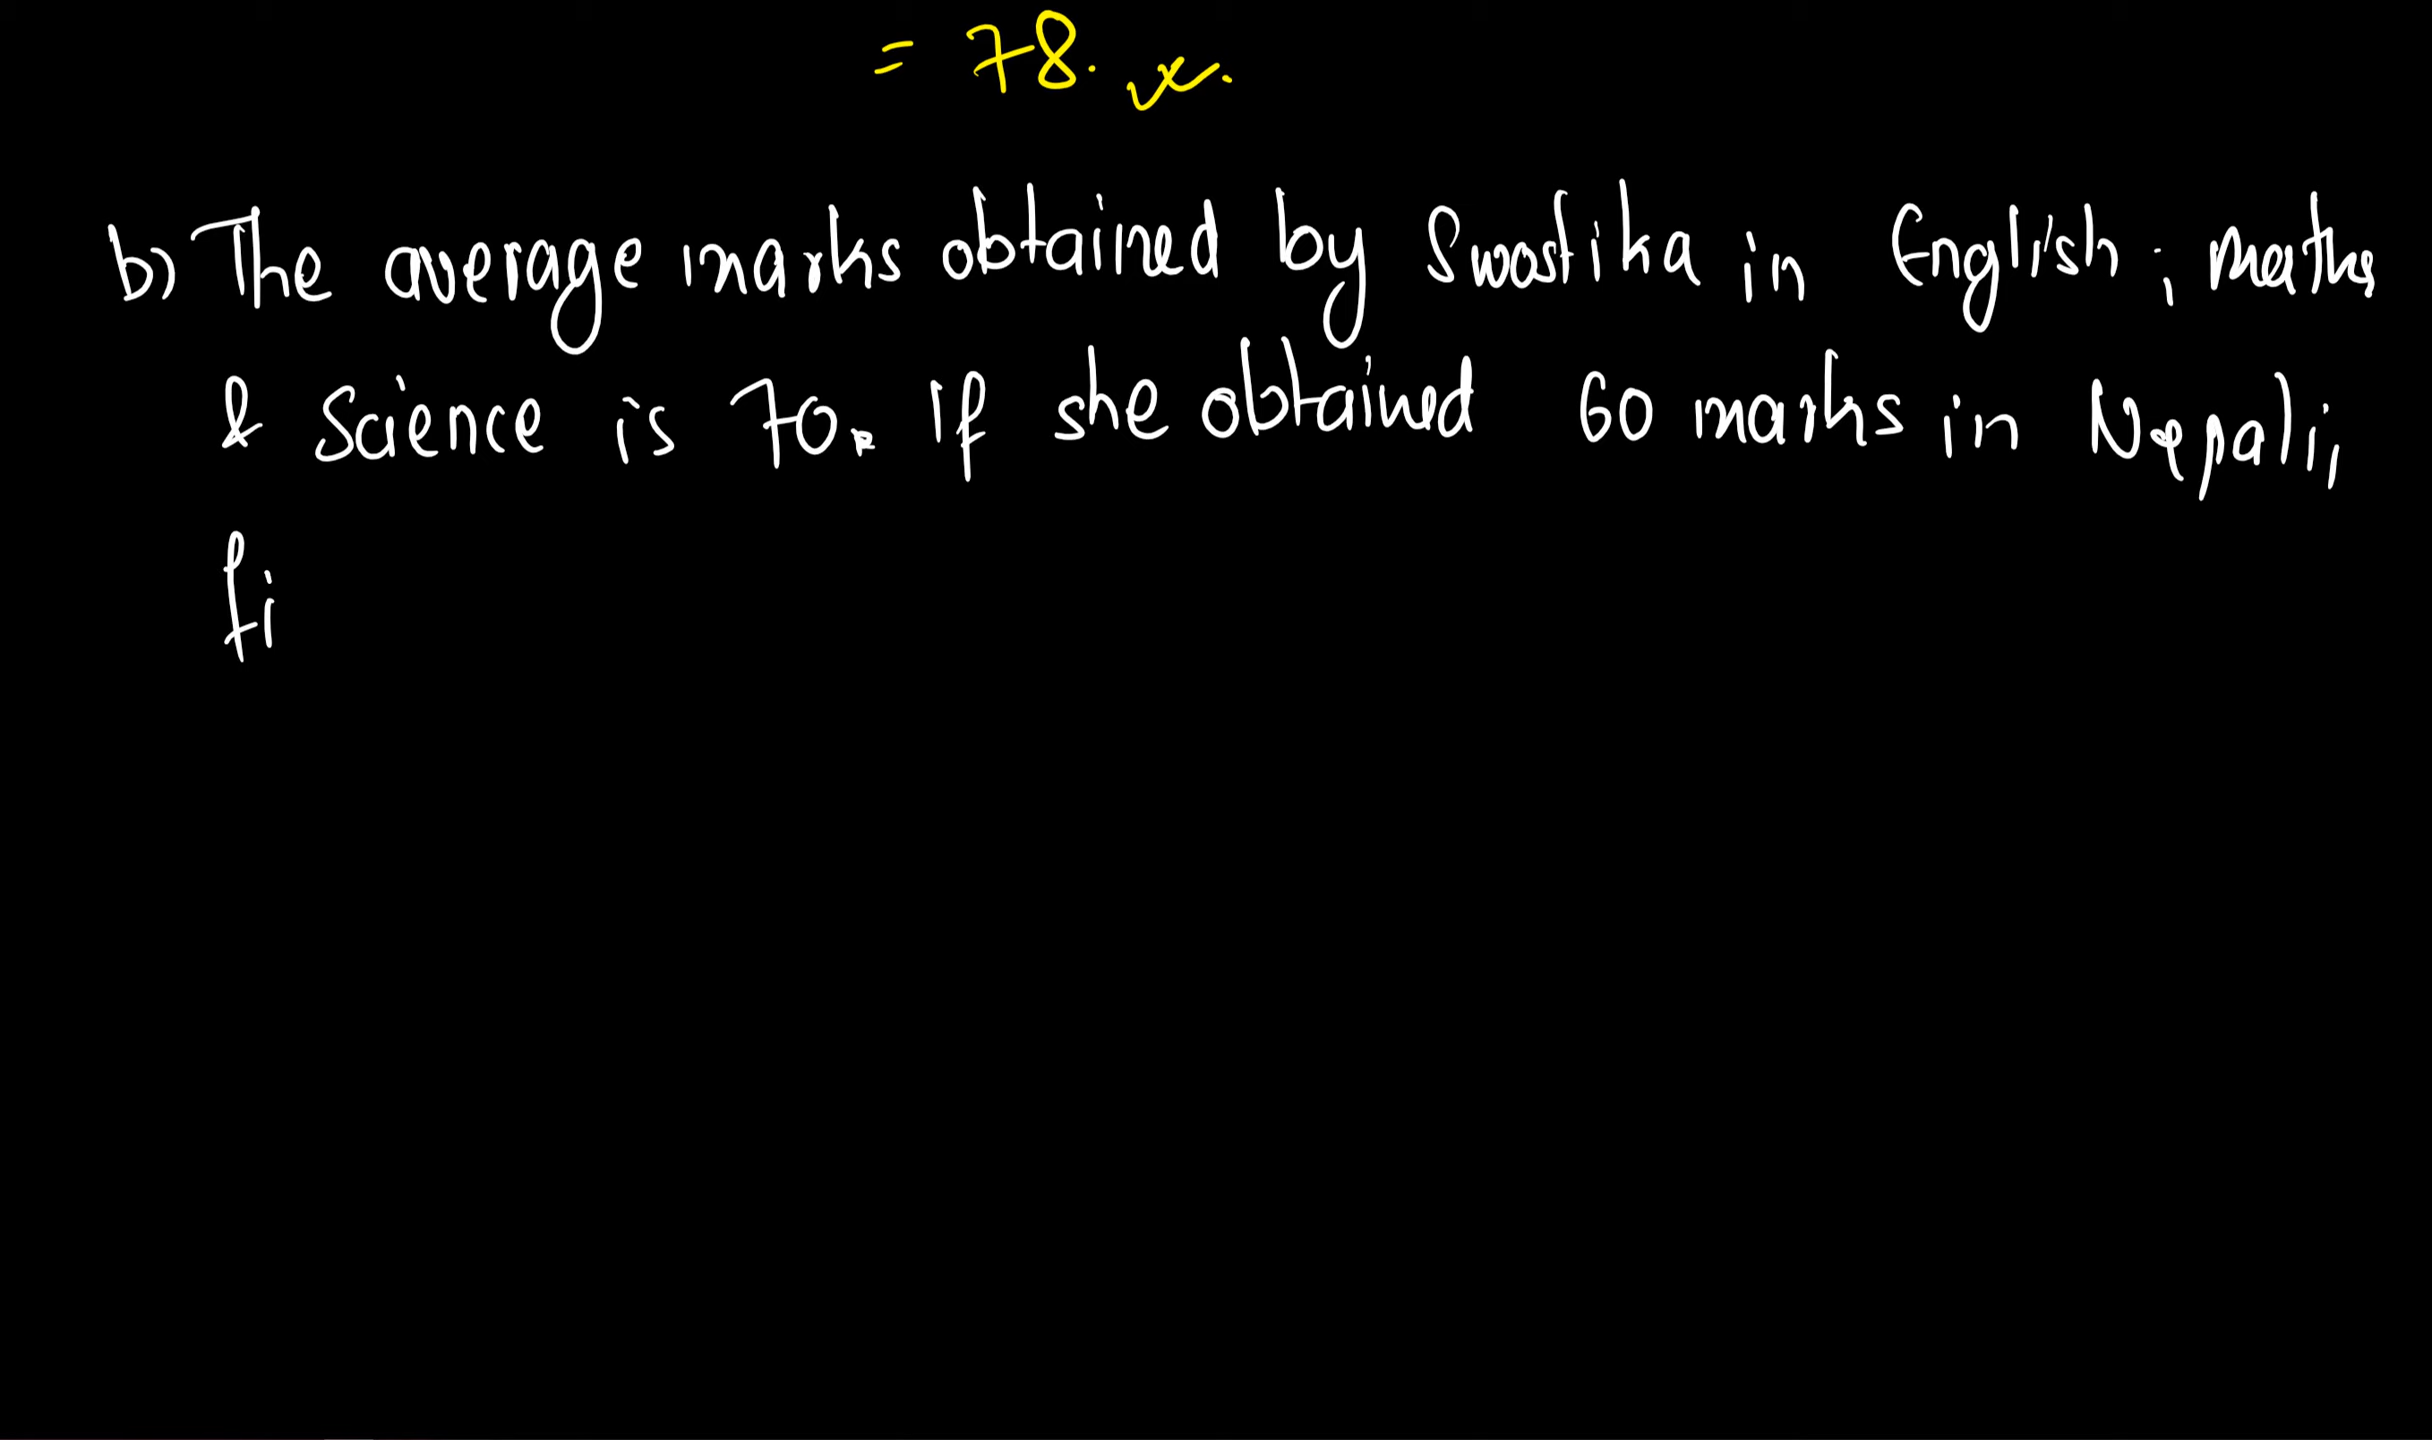 = 78.
b) The average marks obtained by Swastika in English, maths
& Science is 70. If she obtained 60 marks in Nepali,
fi